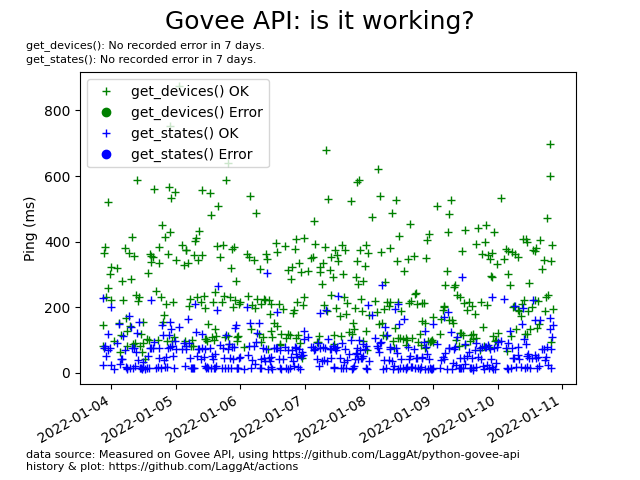 Govee API: is it working?
get_devices(): No recorded error in 7 days.
get_states(): No recorded error in 7 days.
get_devices() OK
get_devices() Error
get_states() OK
get_states() Error
Ping (ms)
800
600
400
200
0
2022-01-04
2022-01-05
2022-01-06
2022-01-07
2022-01-08
2022-01-09
2022-01-10
2022-01-11
data source: Measured on Govee API, using https://github.com/LaggAt/python-govee-api
history & plot: https://github.com/LaggAt/actions